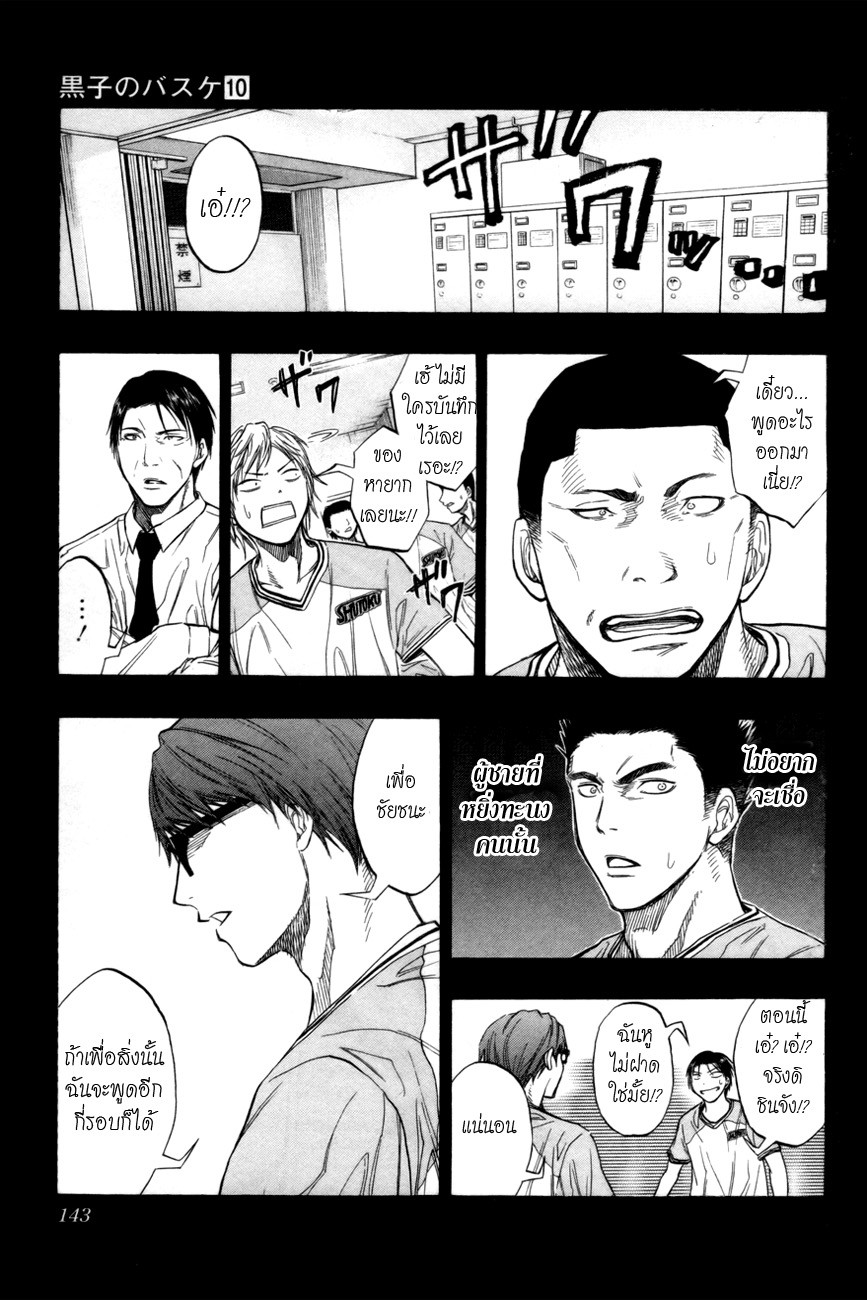 黒子のバスケ10
ザワ
ザワッ…
เอ๋!!?
禁
煙
เดี๋ยว...
พูดอะไร
ออกมา
เนี่ย!?
ザワ
เฮ้ ไม่มี
ใครบันทึก
ไว้เลย
เรอะ!?
ของ
หายาก
เลยนะ!!
SHUTOKU
ザワ
…!
ไม่อยาก
จะเชื่อ
ผู้ชายที่
หยิ่งทะนง
คนนั้น
เพื่อ
ชัยชนะ
ถ้าเพื่อสิ่งนั้น
ฉันจะพูดอีก
กี่รอบก็ได้
ตอนนี้
เอ๋? เอ๋!?
จริงดิ
ชินจัง!?
ฉันหู
ไม่ฝาด
ใช่มั้ย!?
แน่นอน
143